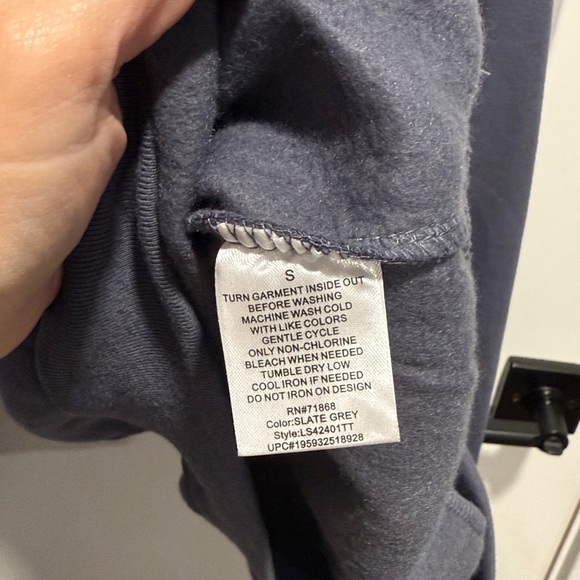 S
TURN GARMENT INSIDE OUT
BEFORE WASHING
MACHINE WASH COLD
WITH LIKE COLORS
GENTLE CYCLE
ONLY NON-CHLORINE
BLEACH WHEN NEEDED
TUMBLE DRY LOW
COOL IRON IF NEEDED
DO NOT IRON ON DESIGN
RN#71868
Color:SLATE GREY
Style:LS42401TT
UPC#195932518928